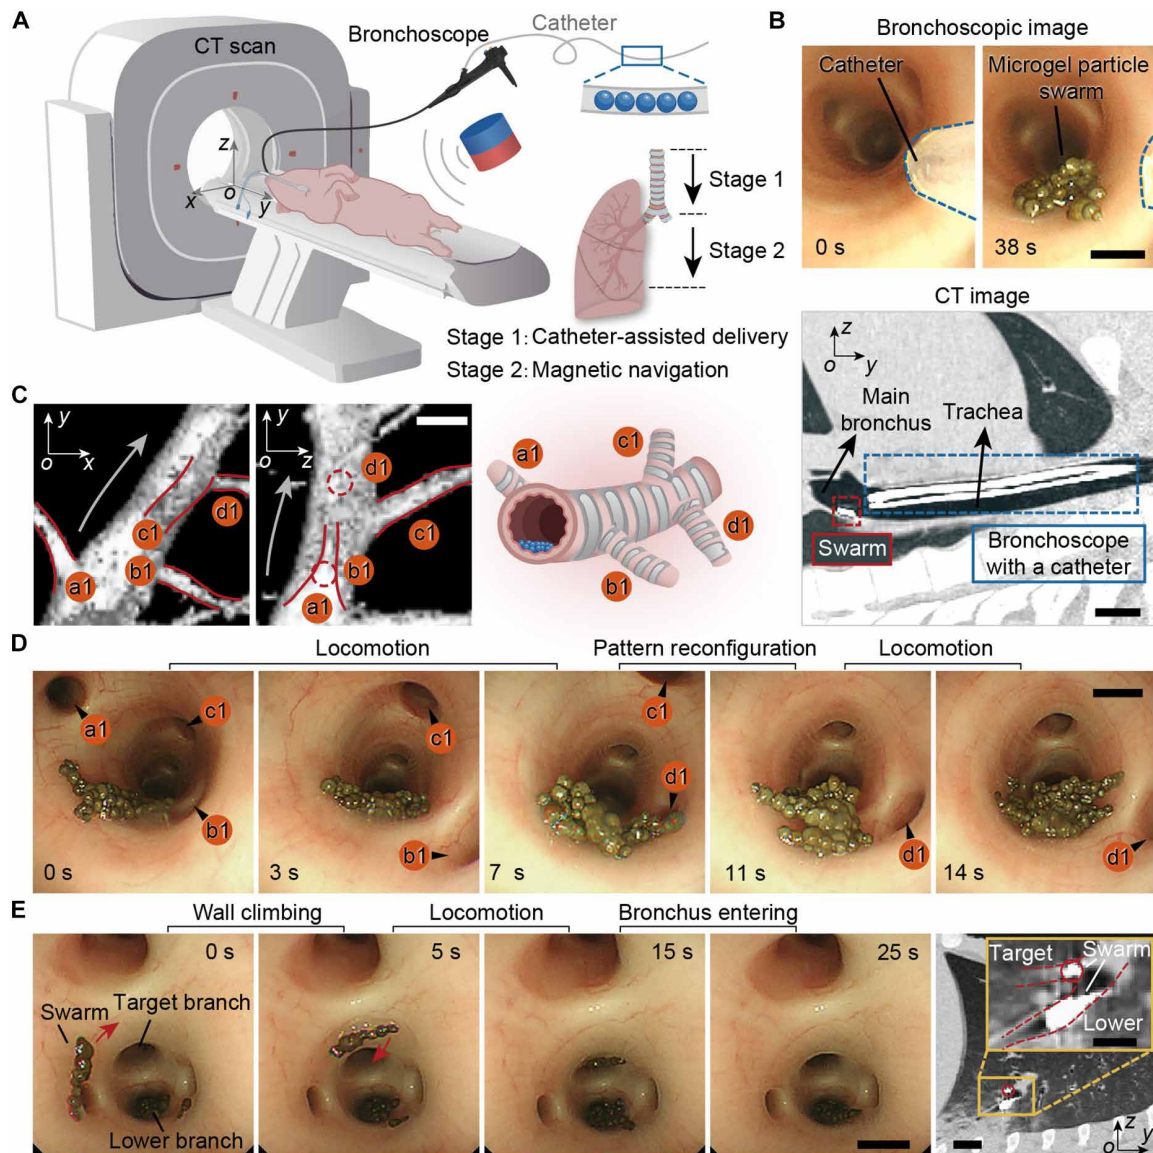 A
CT scan
Bronchoscope
Catheter
z
o
x
y
Stage 1
Stage 2
Stage 1: Catheter-assisted delivery
Stage 2: Magnetic navigation
B
Bronchoscopic image
Catheter
Microgel particle
swarm
0 s
38 s
CT image
z
o
y
Main
bronchus
Trachea
Swarm
Bronchoscope
with a catheter
C
y
o
x
a1
b1
c1
d1
y
o
z
d1
c1
b1
a1
a1
c1
d1
b1
D
Locomotion
Pattern reconfiguration
Locomotion
a1
c1
b1
0 s
c1
b1
3 s
c1
d1
7 s
d1
11 s
d1
14 s
E
Wall climbing
Locomotion
Bronchus entering
0 s
Swarm
Target branch
Lower branch
5 s
15 s
25 s
Target
Swarm
Lower
z
o
y